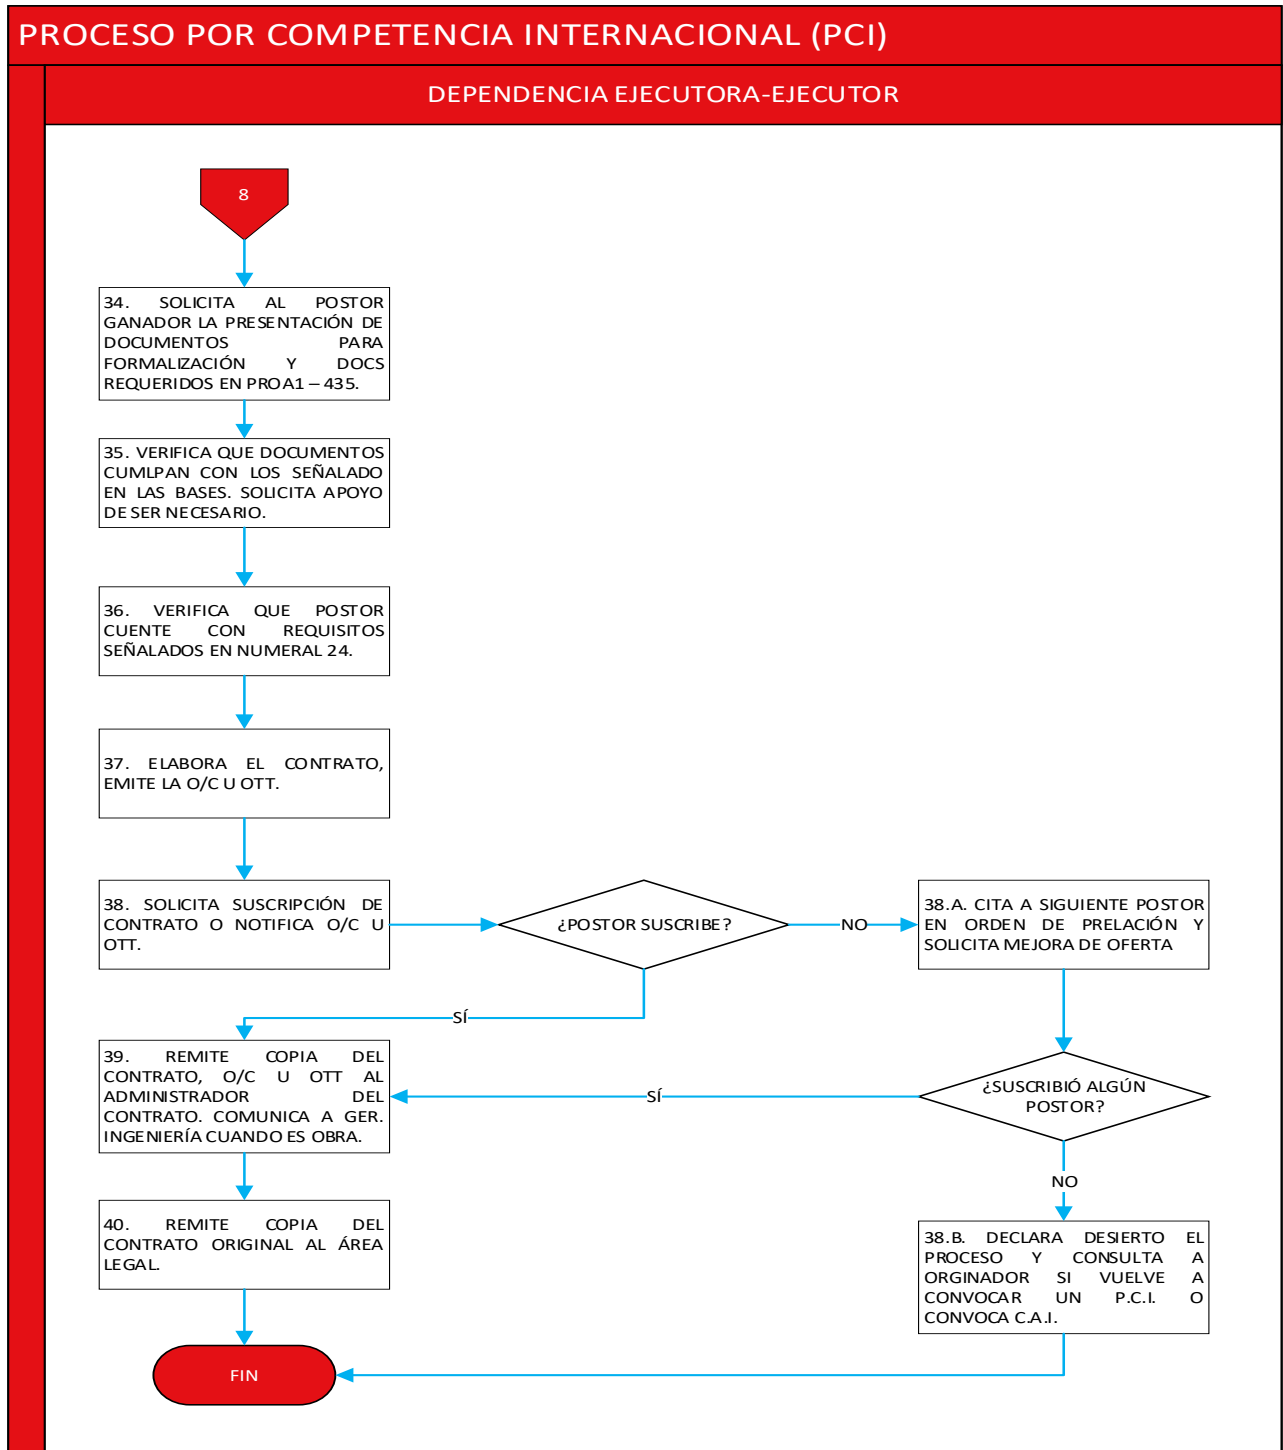 PROCESO POR COMPETENCIA INTERNACIONAL (PCI)
DEPENDENCIA EJECUTORA-EJECUTOR
8
34. SOLICITA AL POSTOR
GANADOR LA PRESENTACIÓN DE
DOCUMENTOS PARA
FORMALIZACIÓN Y DOCS
REQUERIDOS EN PROA1 – 435.
35. VERIFICA QUE DOCUMENTOS
CUMLPAN CON LOS SEÑALADO
EN LAS BASES. SOLICITA APOYO
DE SER NECESARIO.
36. VERIFICA QUE POSTOR
CUENTE CON REQUISITOS
SEÑALADOS EN NUMERAL 24.
37. ELABORA EL CONTRATO,
EMITE LA O/C U OTT.
38. SOLICITA SUSCRIPCIÓN DE
CONTRATO O NOTIFICA O/C U
OTT.
¿POSTOR SUSCRIBE?
NO
38.A. CITA A SIGUIENTE POSTOR
EN ORDEN DE PRELACIÓN Y
SOLICITA MEJORA DE OFERTA
SÍ
39. REMITE COPIA DEL
CONTRATO, O/C U OTT AL
ADMINISTRADOR DEL
CONTRATO. COMUNICA A GER.
INGENIERÍA CUANDO ES OBRA.
SÍ
¿SUSCRIBIÓ ALGÚN
POSTOR?
NO
40. REMITE COPIA DEL
CONTRATO ORIGINAL AL ÁREA
LEGAL.
38.B. DECLARA DESIERTO EL
PROCESO Y CONSULTA A
ORGINADOR SI VUELVE A
CONVOCAR UN P.C.I. O
CONVOCA C.A.I.
FIN